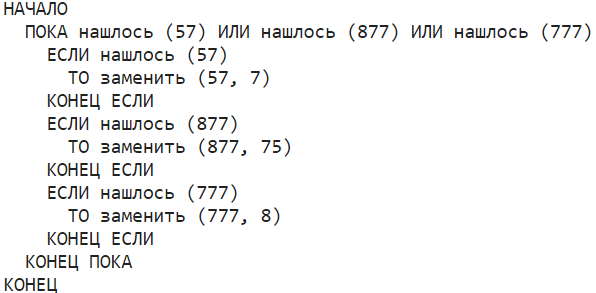 НАЧАЛО
ПОКА нашлось (57) ИЛИ нашлось (877) ИЛИ нашлось (777)
ЕСЛИ нашлось (57)
ТО заменить (57, 7)
КОНЕЦ ЕСЛИ
ЕСЛИ нашлось (877)
ТО заменить (877, 75)
КОНЕЦ ЕСЛИ
ЕСЛИ нашлось (777)
ТО заменить (777, 8)
КОНЕЦ ЕСЛИ
КОНЕЦ ПОКА
КОНЕЦ